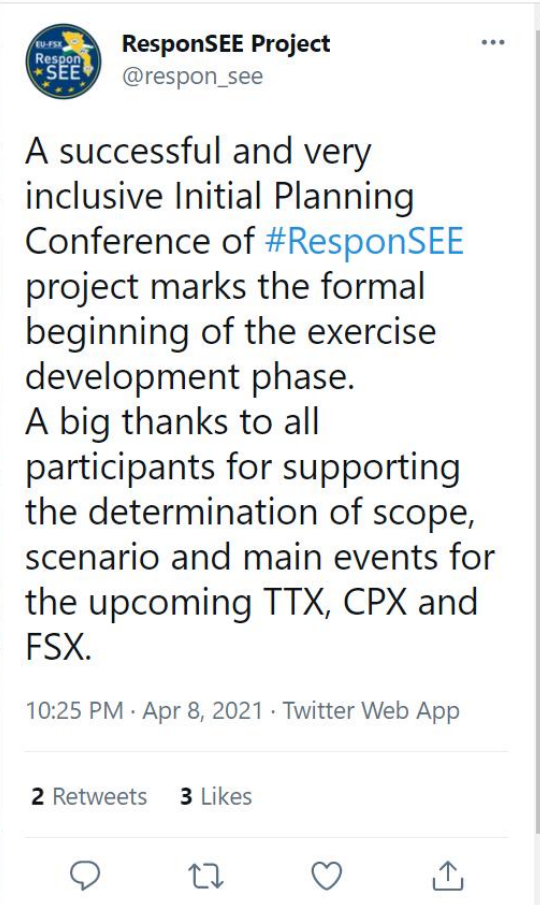 EU-FSX
Respon
SEE
ResponSEE Project
@respon_see
A successful and very
inclusive Initial Planning
Conference of #ResponSEE
project marks the formal
beginning of the exercise
development phase.
A big thanks to all
participants for supporting
the determination of scope,
scenario and main events for
the upcoming TTX, CPX and
FSX.
10:25 PM · Apr 8, 2021 · Twitter Web App
2 Retweets 3 Likes